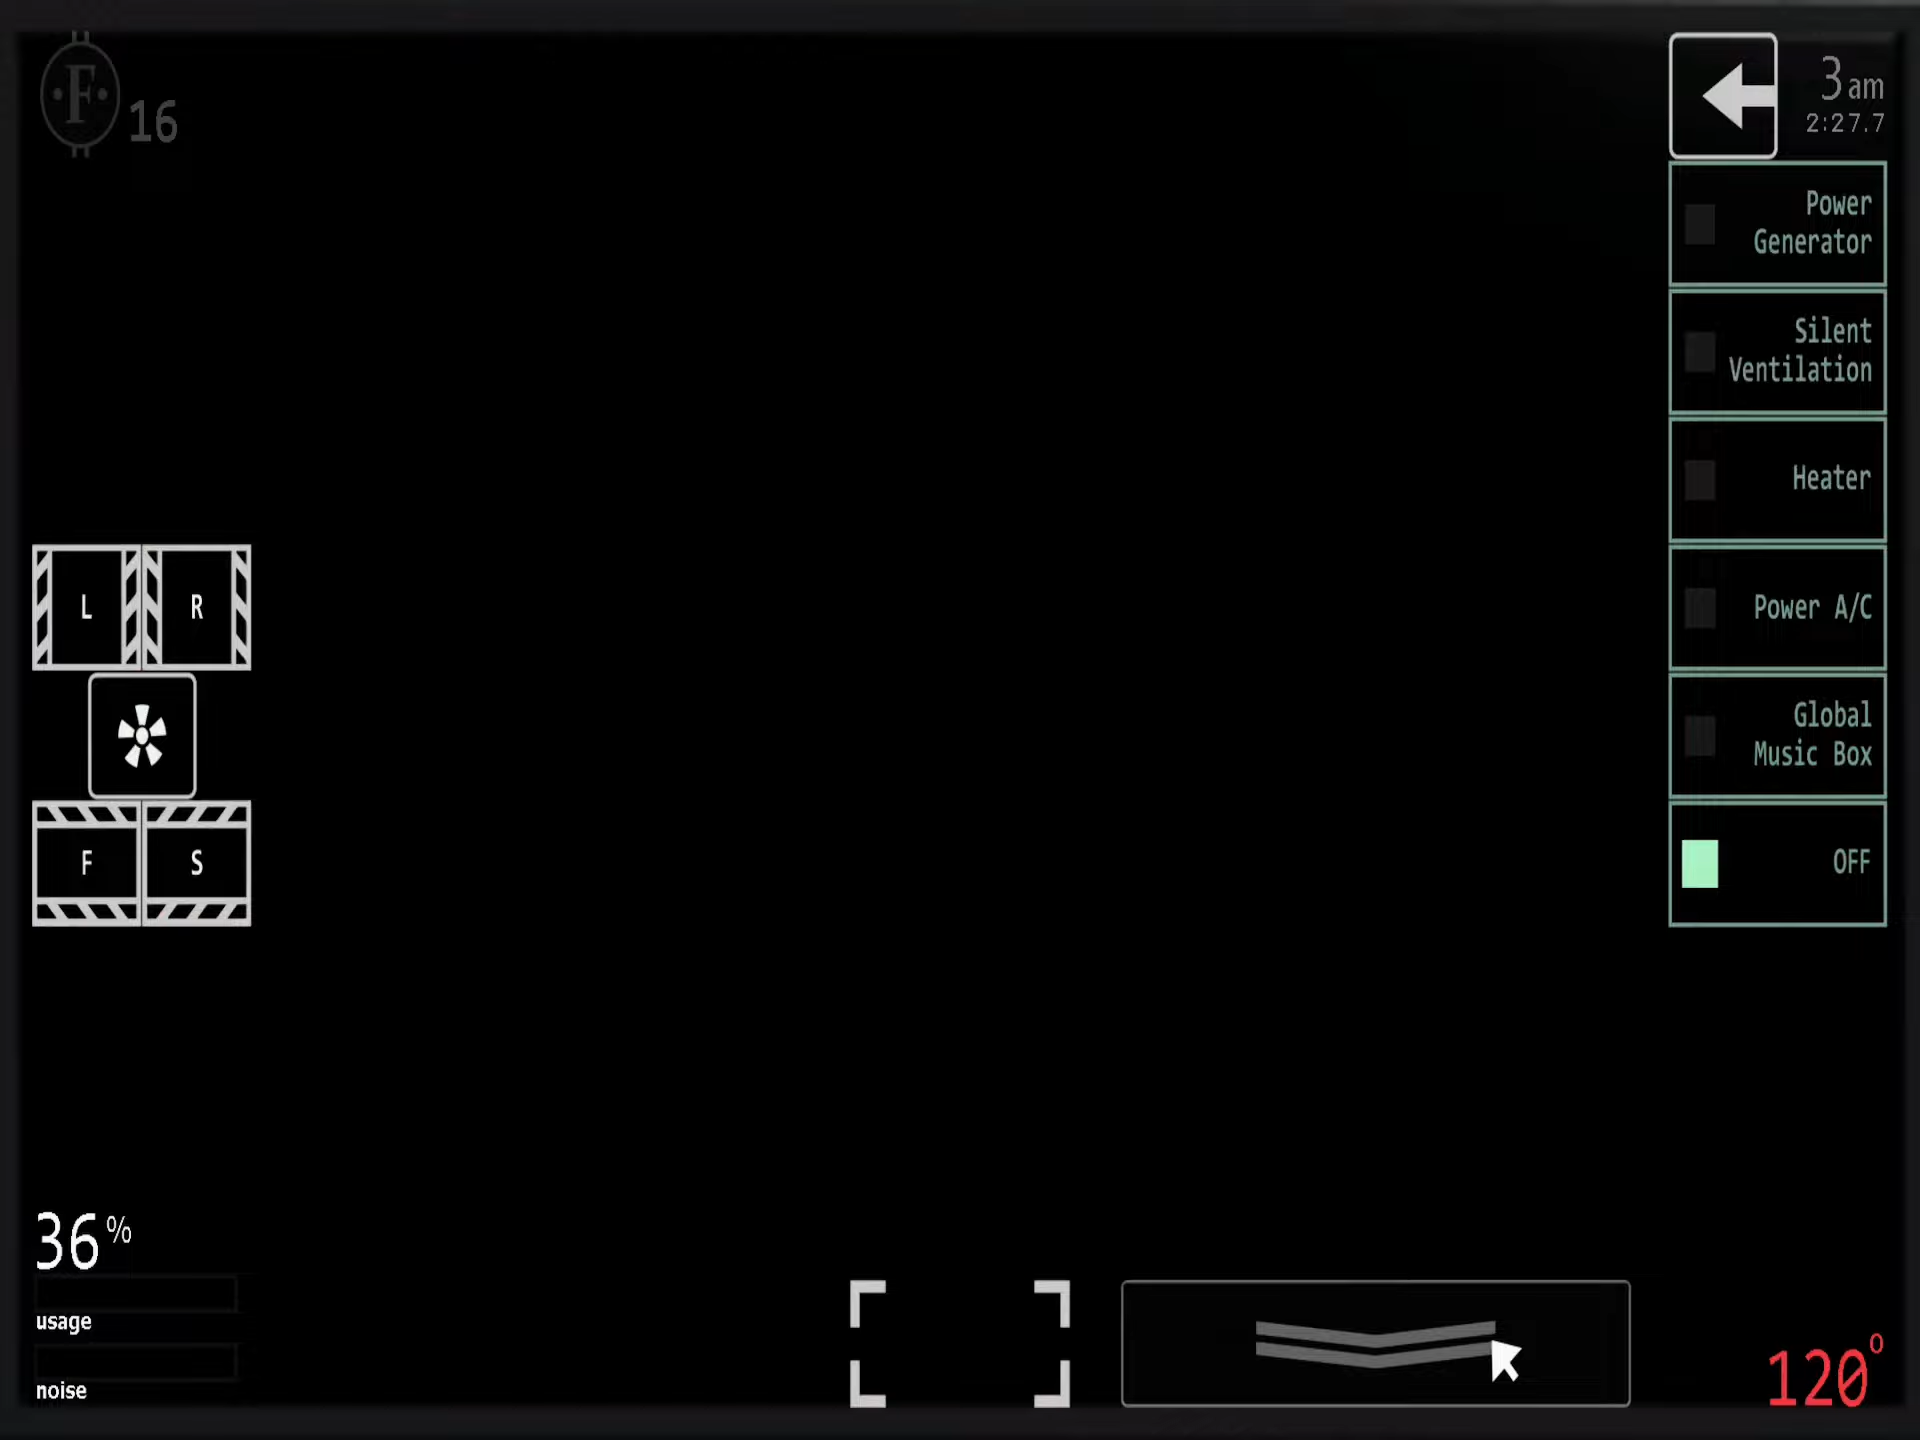 F
16
3 am
2:27.7
Power
Generator
Silent
Ventilation
Heater
Power A/C
Global
Music Box
OFF
L
R
F
S
36%
usage
noise
120°